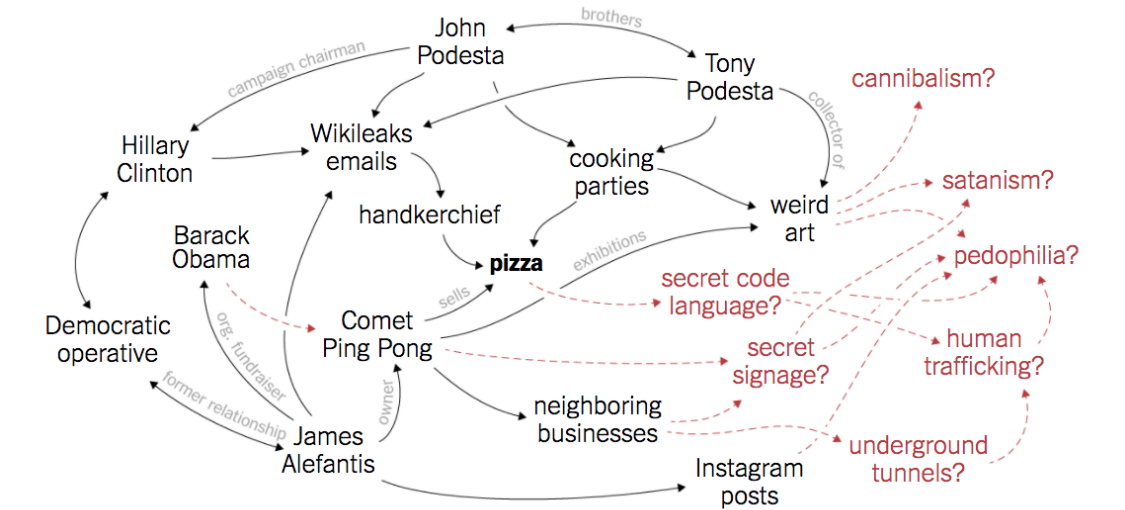 John
Podesta
brothers
Tony
Podesta
campaign chairman
cannibalism?
collector of
Hillary
Clinton
Wikileaks
emails
cooking
parties
satanism?
weird
art
handkerchief
Barack
Obama
pizza
exhibitions
pedophilia?
secret code
language?
sells
Democratic
operative
org. fundraiser
Comet
Ping Pong
secret
signage?
human
trafficking?
former relationship
owner
neighboring
businesses
James
Alefantis
underground
tunnels?
Instagram
posts